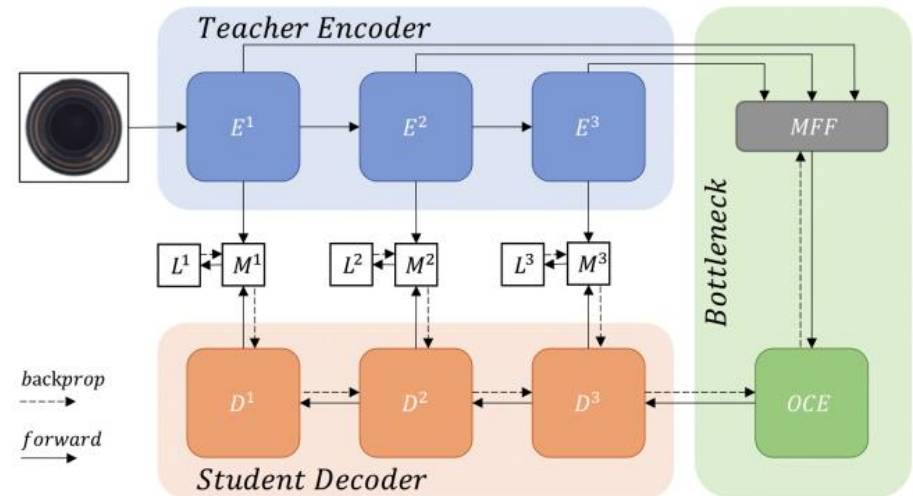 Teacher Encoder
E¹
E²
E³
MFF
L¹
M¹
L²
M²
L³
M³
Bottleneck
backprop
forward
D¹
D²
D³
OCE
Student Decoder